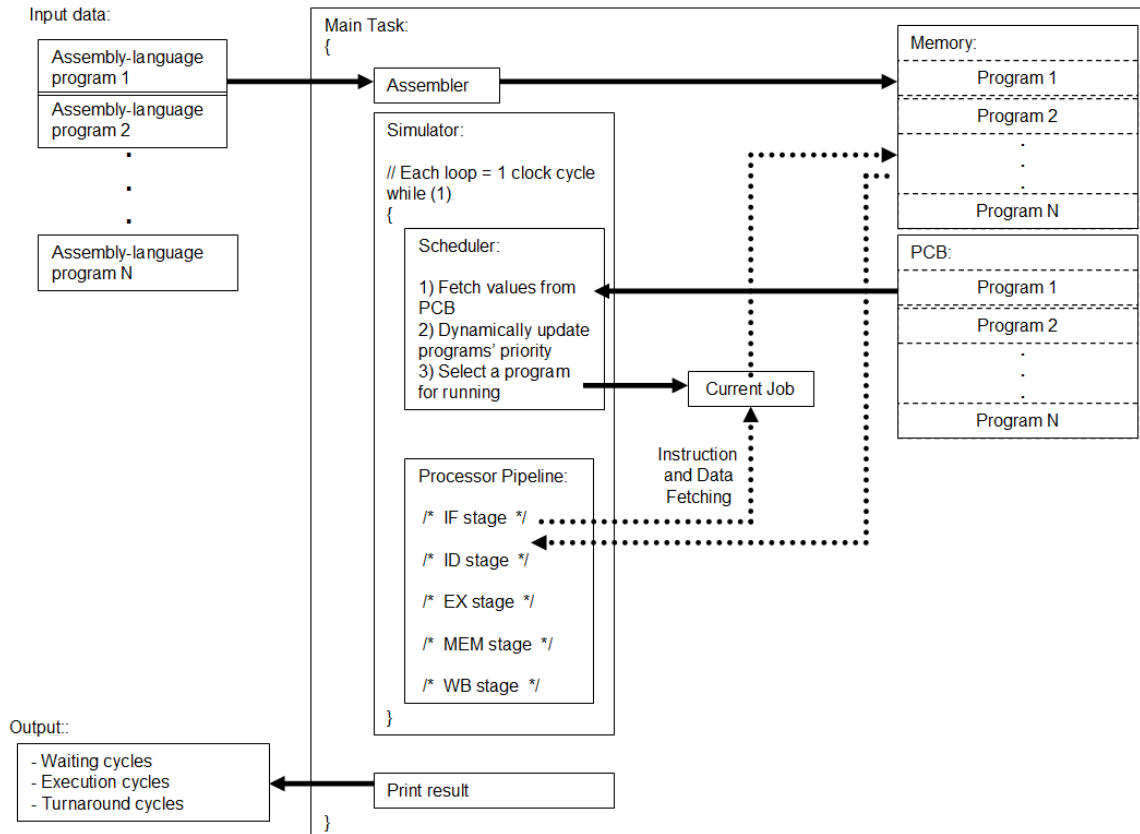 Input data:
Assembly-language
program 1
Assembly-language
program 2
.
.
.
Assembly-language
program N
Main Task:
{
Assembler
Simulator:
// Each loop = 1 clock cycle
while (1)
{
Scheduler:
1) Fetch values from
PCB
2) Dynamically update
programs' priority
3) Select a program
for running
Current Job
Instruction
and Data
Fetching
Processor Pipeline:
/* IF stage */
/* ID stage */
/* EX stage */
/* MEM stage */
/* WB stage */
}
Print result
}
Memory:
Program 1
Program 2
.
.
.
Program N
PCB:
Program 1
Program 2
.
.
.
Program N
Output::
- Waiting cycles
- Execution cycles
- Turnaround cycles